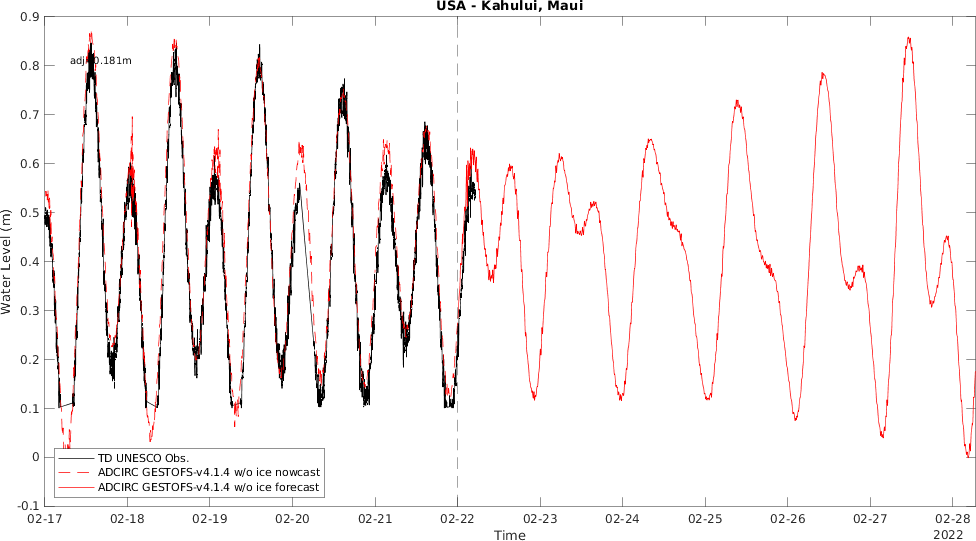 USA - Kahului, Maui
0.9
0.8
0.7
0.6
0.5
0.4
0.3
0.2
0.1
0
-0.1
Water Level (m)
TD UNESCO Obs.
ADCIRC GESTOFS-v4.1.4 w/o ice nowcast
ADCIRC GESTOFS-v4.1.4 w/o ice forecast
02-17 02-18 02-19 02-20 02-21 02-22 02-23 02-24 02-25 02-26 02-27 02-28
2022
Time